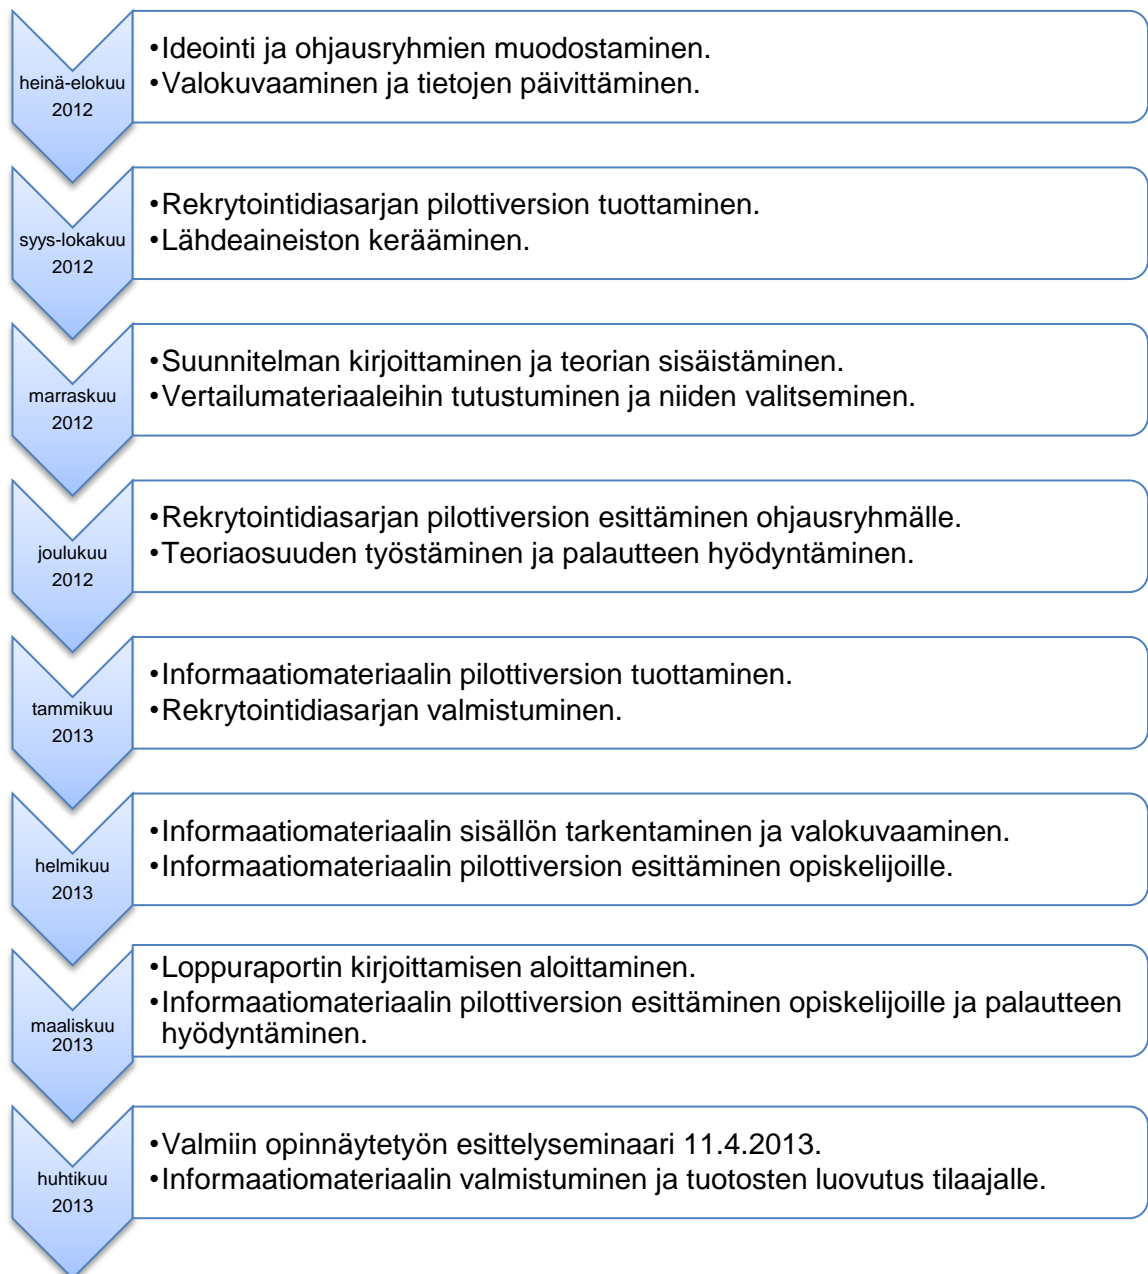 heinä-elokuu
2012
•Ideointi ja ohjausryhmien muodostaminen.
•Valokuvaaminen ja tietojen päivittäminen.
syys-lokakuu
2012
•Rekrytointidiasarjan pilottiversion tuottaminen.
•Lähdeaineiston kerääminen.
marraskuu
2012
•Suunnitelman kirjoittaminen ja teorian sisäistäminen.
•Vertailumateriaaleihin tutustuminen ja niiden valitseminen.
joulukuu
2012
•Rekrytointidiasarjan pilottiversion esittäminen ohjausryhmälle.
•Teoriaosuuden työstäminen ja palautteen hyödyntäminen.
tammikuu
2013
•Informaatiomateriaalin pilottiversion tuottaminen.
•Rekrytointidiasarjan valmistuminen.
helmikuu
2013
•Informaatiomateriaalin sisällön tarkentaminen ja valokuvaaminen.
•Informaatiomateriaalin pilottiversion esittäminen opiskelijoille.
maaliskuu
2013
•Loppuraportin kirjoittamisen aloittaminen.
•Informaatiomateriaalin pilottiversion esittäminen opiskelijoille ja palautteen
hyödyntäminen.
huhtikuu
2013
•Valmiin opinnäytetyön esittelyseminaari 11.4.2013.
•Informaatiomateriaalin valmistuminen ja tuotosten luovutus tilaajalle.